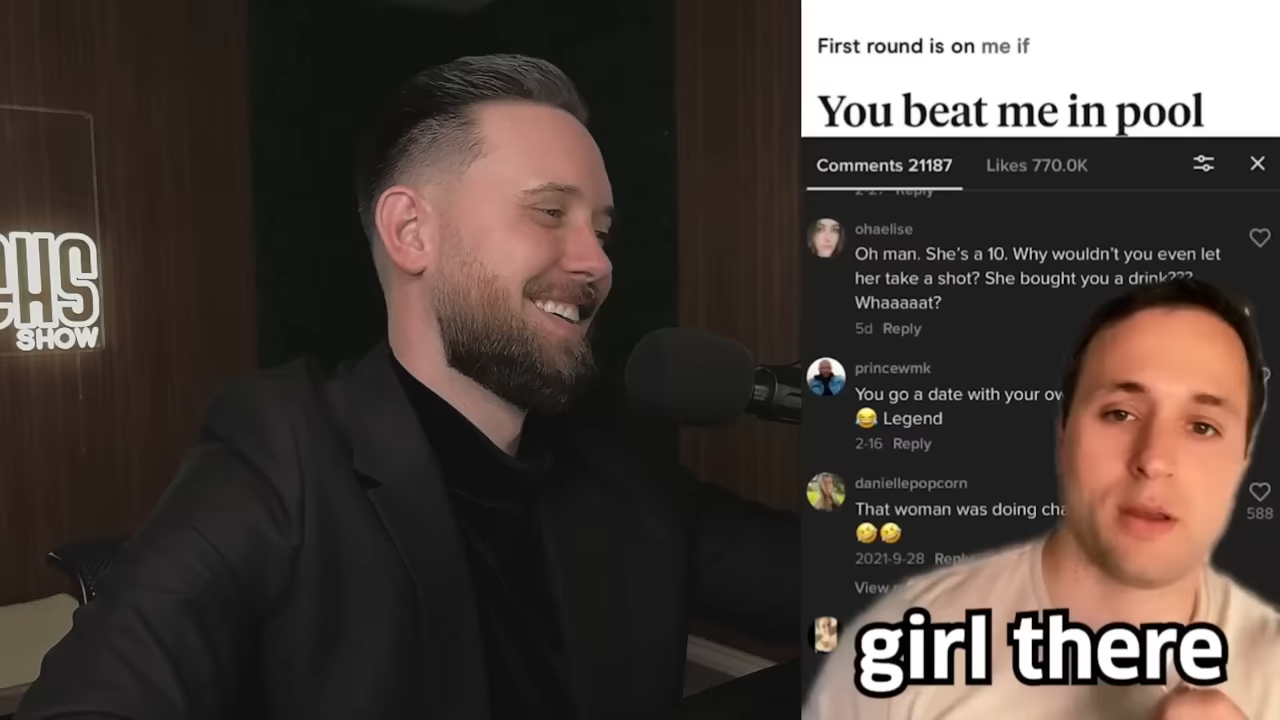 SHOW
First round is on me if
You beat me in pool
Comments 21187
Likes 770.0K
Reply
ohaelise
Oh man. She's a 10. Why wouldn't you even let
her take a shot? She bought you a drink???
Whaaaaat?
5d Reply
princewmk
You go a date with your
😂 Legend
2-16 Reply
daniellepopcorn
That woman was doing
🤣🤣
588
2021-9-28
View
girl there